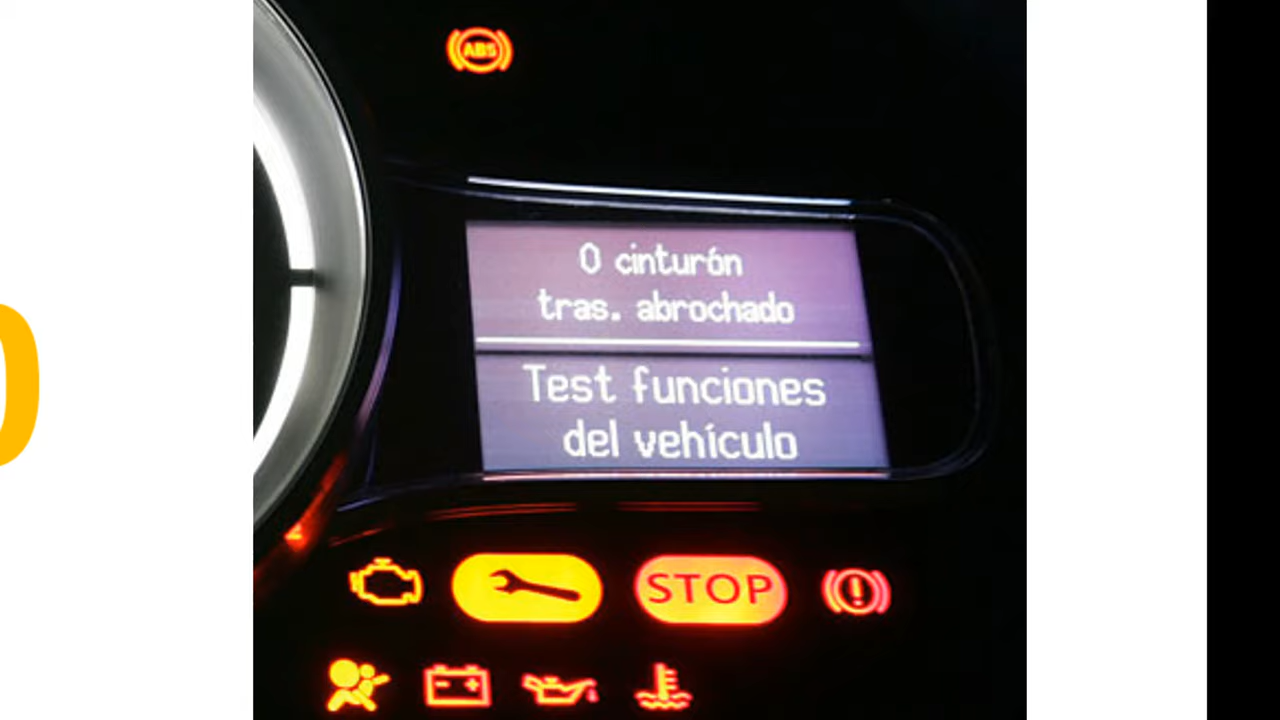 ABS
0 cinturón
tras. abrochado
Test funciones
del vehículo
STOP